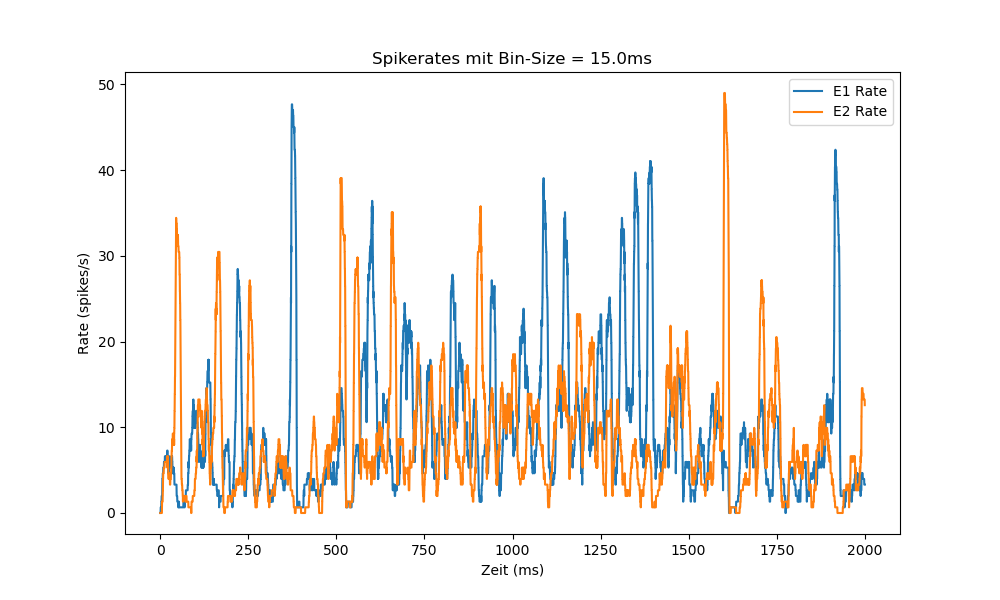 Spikerates mit Bin-Size = 15.0ms
E1 Rate
E2 Rate
50
40
30
20
10
0
Rate (spikes/s)
0 250 500 750 1000 1250 1500 1750 2000
Zeit (ms)